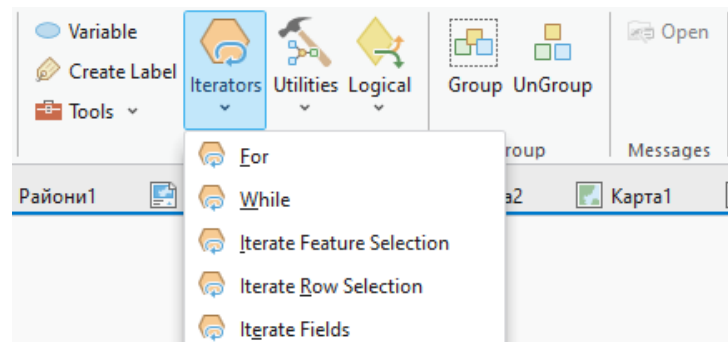 Variable
Create Label
Tools
Iterators
Utilities
Logical
Group
UnGroup
Open
roup
Messages
Райони1
а2
Карта1
For
While
Iterate Feature Selection
Iterate Row Selection
Iterate Fields